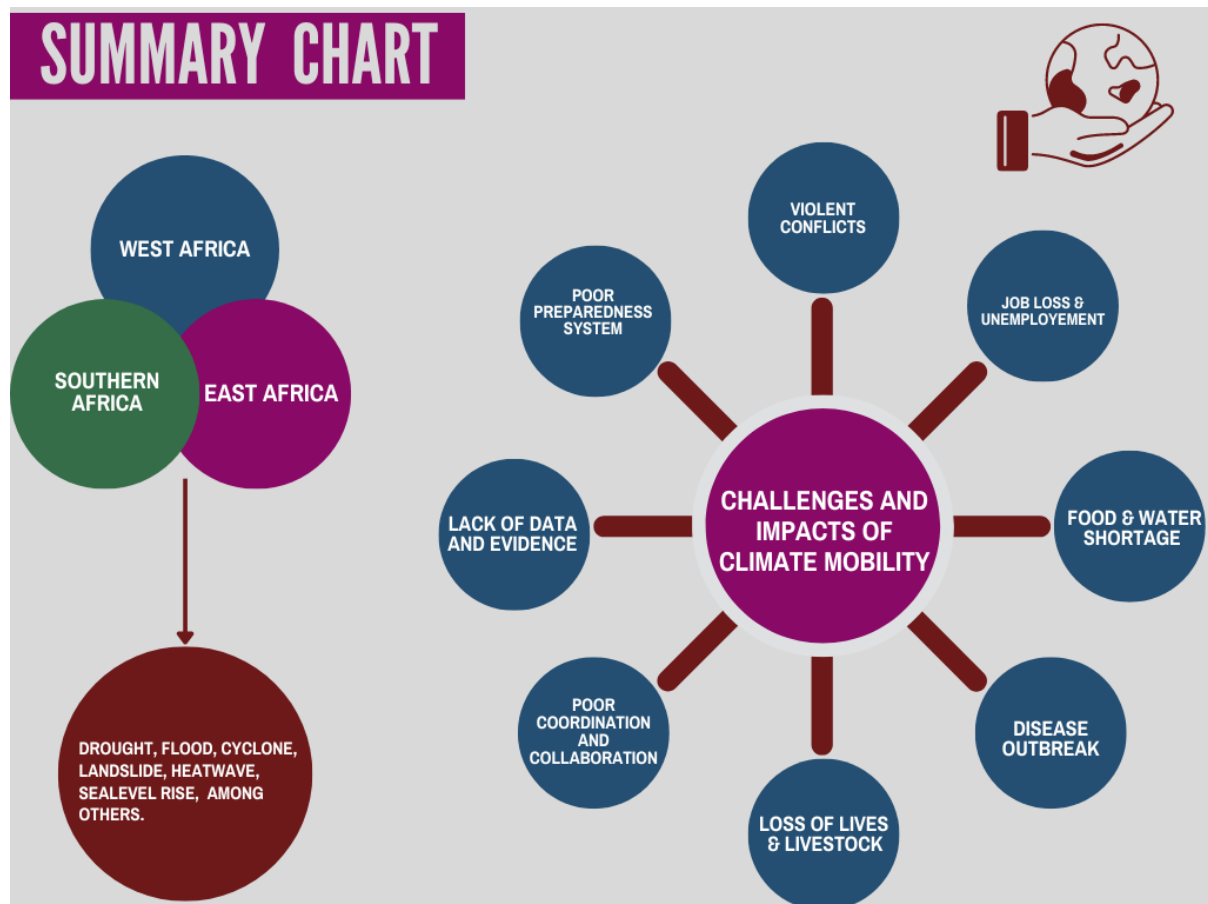 SUMMARY CHART
WEST AFRICA
SOUTHERN
AFRICA
EAST AFRICA
DROUGHT, FLOOD, CYCLONE,
LANDSLIDE, HEATWAVE,
SEALEVEL RISE, AMONG
OTHERS.
CHALLENGES AND
IMPACTS OF
CLIMATE MOBILITY
VIOLENT
CONFLICTS
JOB LOSS &
UNEMPLOYEMENT
FOOD & WATER
SHORTAGE
DISEASE
OUTBREAK
LOSS OF LIVES
& LIVESTOCK
POOR
COORDINATION
AND
COLLABORATION
LACK OF DATA
AND EVIDENCE
POOR
PREPAREDNESS
SYSTEM